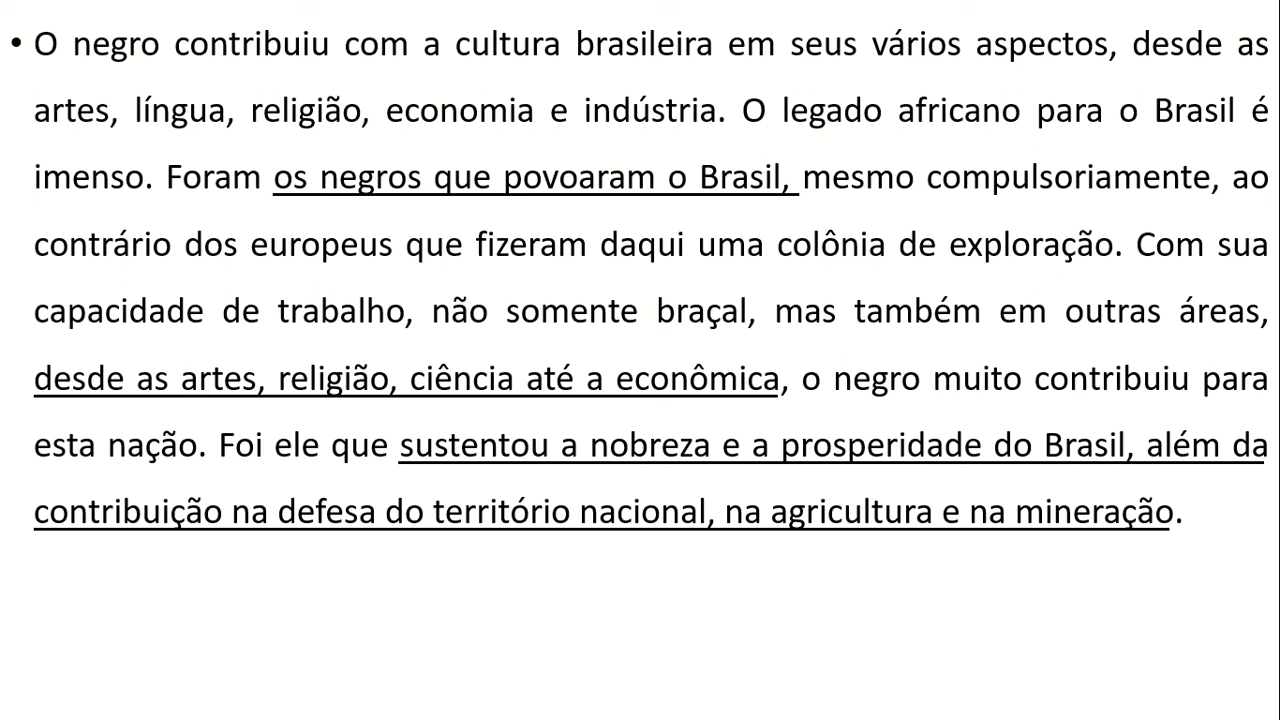 • O negro contribuiu com a cultura brasileira em seus vários aspectos, desde as
artes, língua, religião, economia e indústria. O legado africano para o Brasil é
imenso. Foram os negros que povoaram o Brasil, mesmo compulsoriamente, ao
contrário dos europeus que fizeram daqui uma colônia de exploração. Com sua
capacidade de trabalho, não somente braçal, mas também em outras áreas,
desde as artes, religião, ciência até a econômica, o negro muito contribuiu para
esta nação. Foi ele que sustentou a nobreza e a prosperidade do Brasil, além da
contribuição na defesa do território nacional, na agricultura e na mineração.